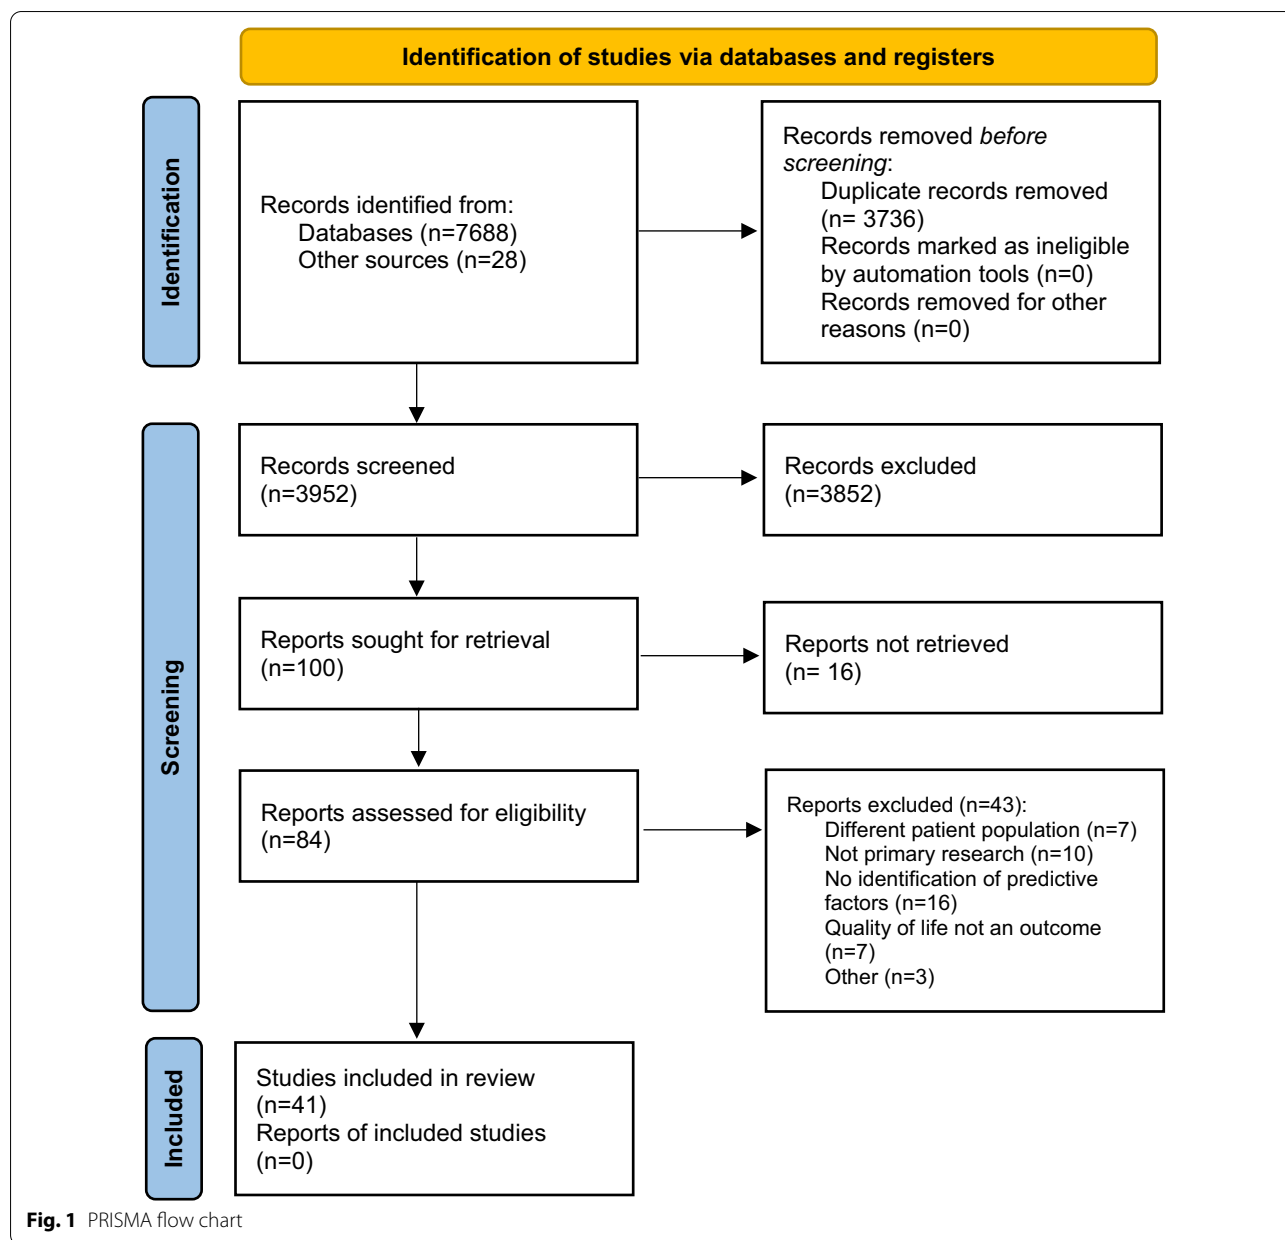 Identification of studies via databases and registers
Identification
Records identified from:
Databases (n=7688)
Other sources (n=28)
Records removed before
screening:
Duplicate records removed
(n= 3736)
Records marked as ineligible
by automation tools (n=0)
Records removed for other
reasons (n=0)
Screening
Records screened
(n=3952)
Records excluded
(n=3852)
Reports sought for retrieval
(n=100)
Reports not retrieved
(n= 16)
Reports assessed for eligibility
(n=84)
Reports excluded (n=43):
Different patient population (n=7)
Not primary research (n=10)
No identification of predictive
factors (n=16)
Quality of life not an outcome
(n=7)
Other (n=3)
Included
Studies included in review
(n=41)
Reports of included studies
(n=0)
Fig. 1 PRISMA flow chart